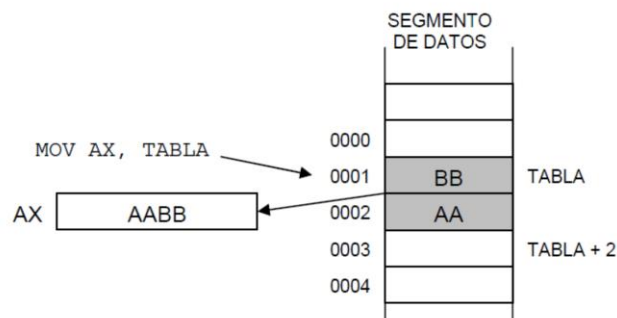 SEGMENTO
DE DATOS
0000
MOV AX, TABLA
0001 BB TABLA
AX AABB 0002 AA
0003 TABLA + 2
0004